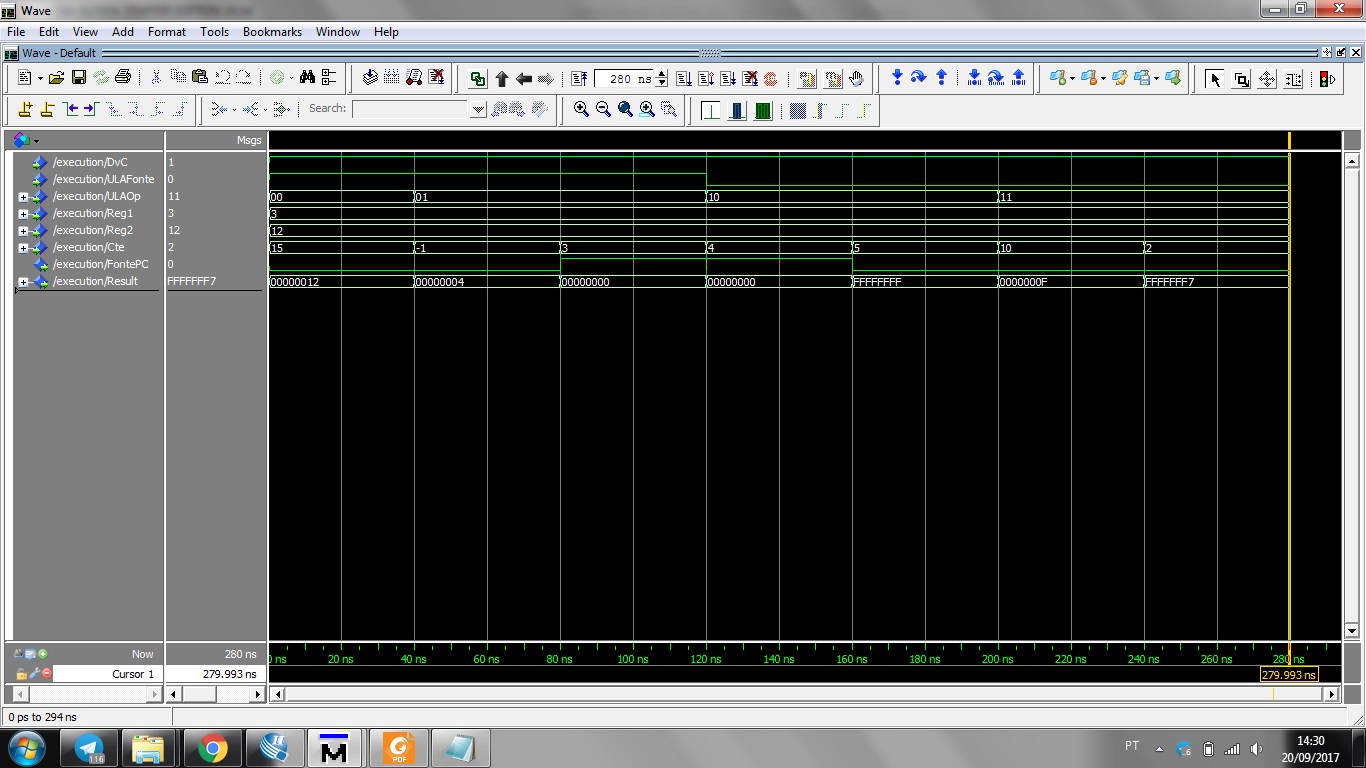 Wave
File Edit View Add Format Tools Bookmarks Window Help
Wave - Default
280 ns
Search:
Msgs
/execution/DvC 1
/execution/ULAFonte 0
/execution/ULAOp 11 00 01 10 11
/execution/Reg1 3 3
/execution/Reg2 12 12
/execution/Cte 2 15 -1 3 4 5 10 2
/execution/FontePC 0
/execution/Result FFFFFFF7 00000012 00000004 00000000 00000000 FFFFFFFF 0000000F FFFFFFF7
Now 280 ns ns 20 ns 40 ns 60 ns 80 ns 100 ns 120 ns 140 ns 160 ns 180 ns 200 ns 220 ns 240 ns 260 ns 280 ns
Cursor 1 279.993 ns 279.993 ns
0 ps to 294 ns
116
M
PDF
PT
6
14:30
20/09/2017